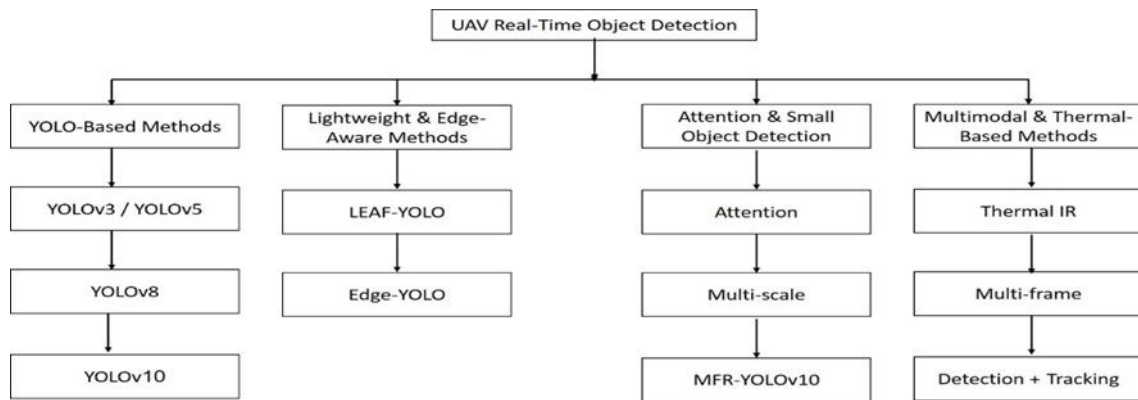 UAV Real-Time Object Detection
YOLO-Based Methods
Lightweight & Edge-
Aware Methods
Attention & Small
Object Detection
Multimodal & Thermal-
Based Methods
YOLOv3 / YOLOv5
LEAF-YOLO
Attention
Thermal IR
YOLOv8
Edge-YOLO
Multi-scale
Multi-frame
YOLOv10
MFR-YOLOv10
Detection + Tracking